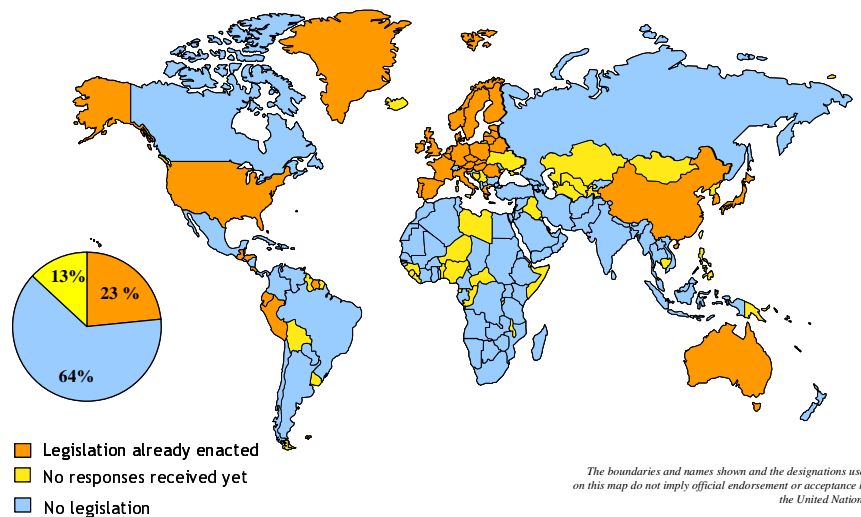 13%
23 %
64%
Legislation already enacted
No responses received yet
No legislation
The boundaries and names shown and the designations use
on this map do not imply official endorsement or acceptance
the United Nation